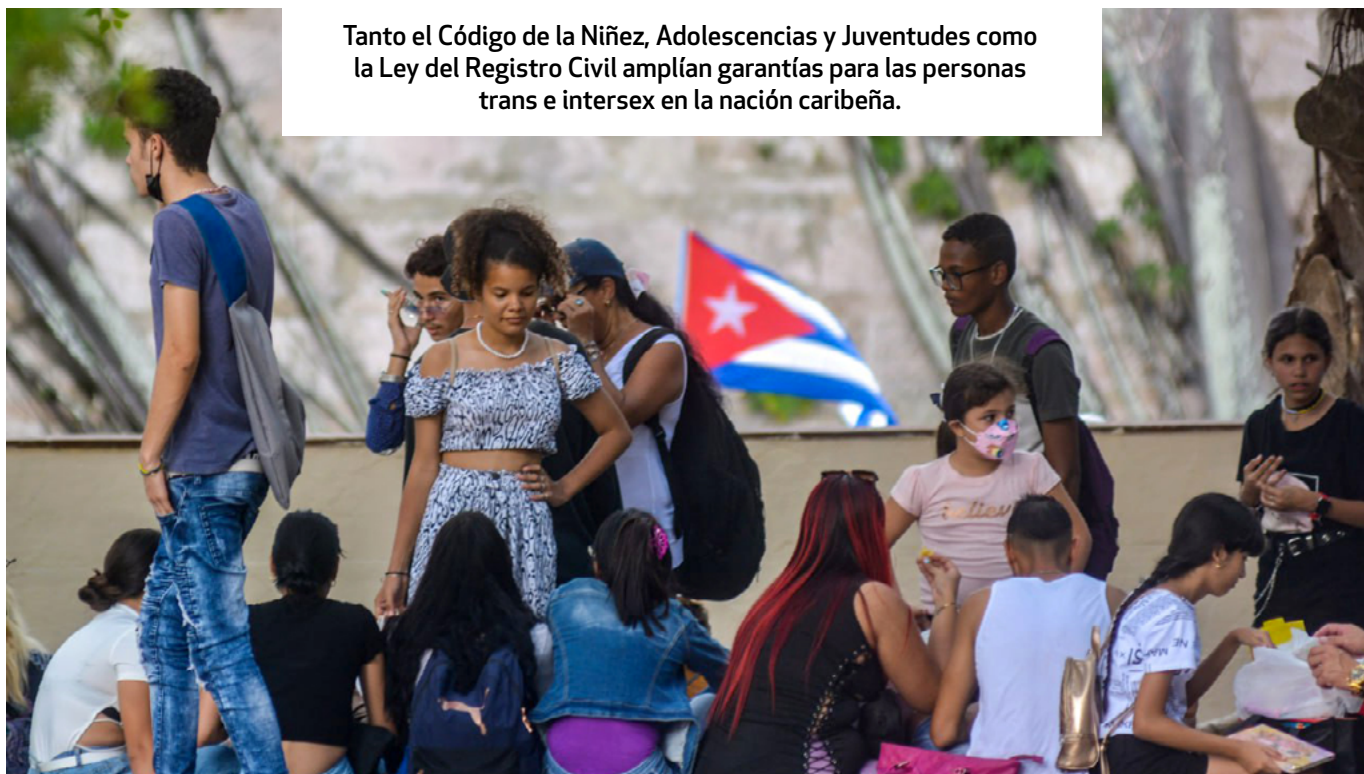 Tanto el Código de la Niñez, Adolescencias y Juventudes como
la Ley del Registro Civil amplían garantías para las personas
trans e intersex en la nación caribeña.